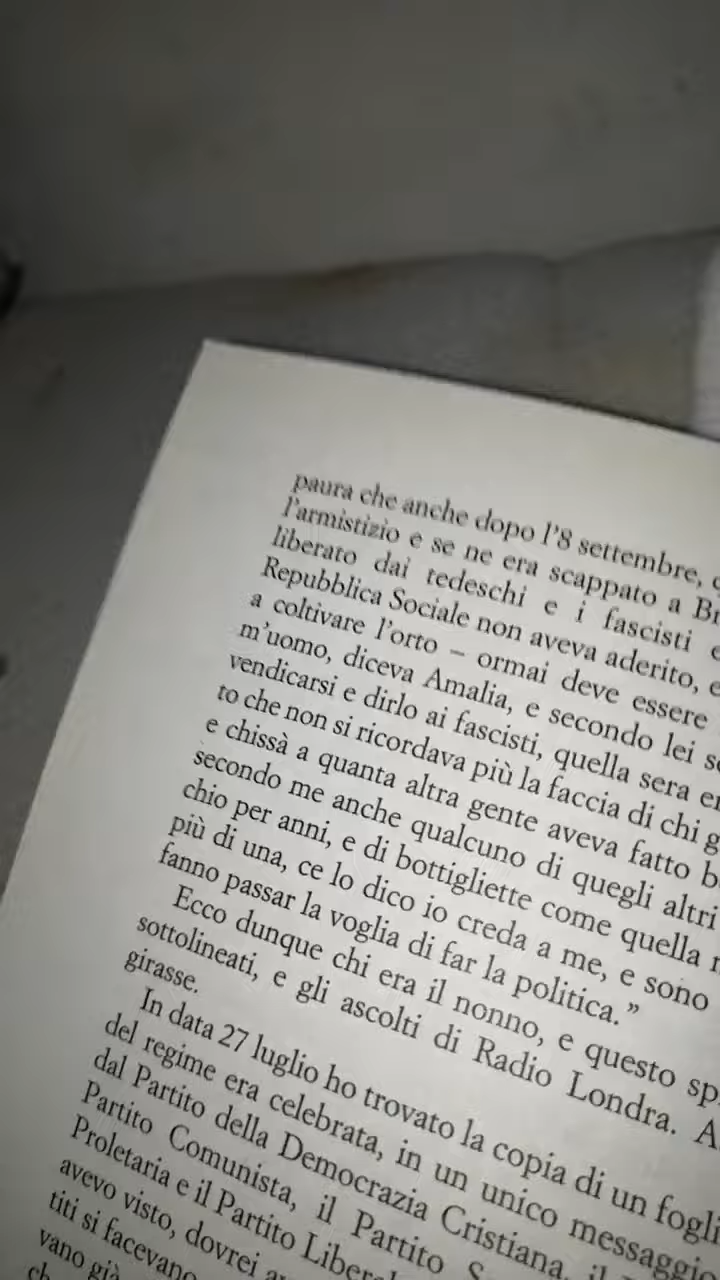 paura che anche dopo l'8 settembre,
l'armistizio e se ne era scappato a
liberato dai tedeschi e i fascisti
Repubblica Sociale non aveva aderito,
a coltivare l'orto – ormai deve essere
m'uomo, diceva Amalia, e secondo lei
vendicarsi e dirlo ai fascisti, quella sera
to che non si ricordava più la faccia di chi
e chissà a quanta altra gente aveva fatto
secondo me anche qualcuno di quegli altri
chio per anni, e di bottigliette come quella
più di una, ce lo dico io creda a me, e sono
fanno passar la voglia di far la politica.”
Ecco dunque chi era il nonno, e questo
sottolineati, e gli ascolti di Radio Londra.
girasse.
In data 27 luglio ho trovato la copia di un
del regime era celebrata, in un unico messaggio
dal Partito della Democrazia Cristiana,
Partito Comunista, il Partito
Proletaria e il Partito
avevo visto, dovrei
titi si facevano
vano già